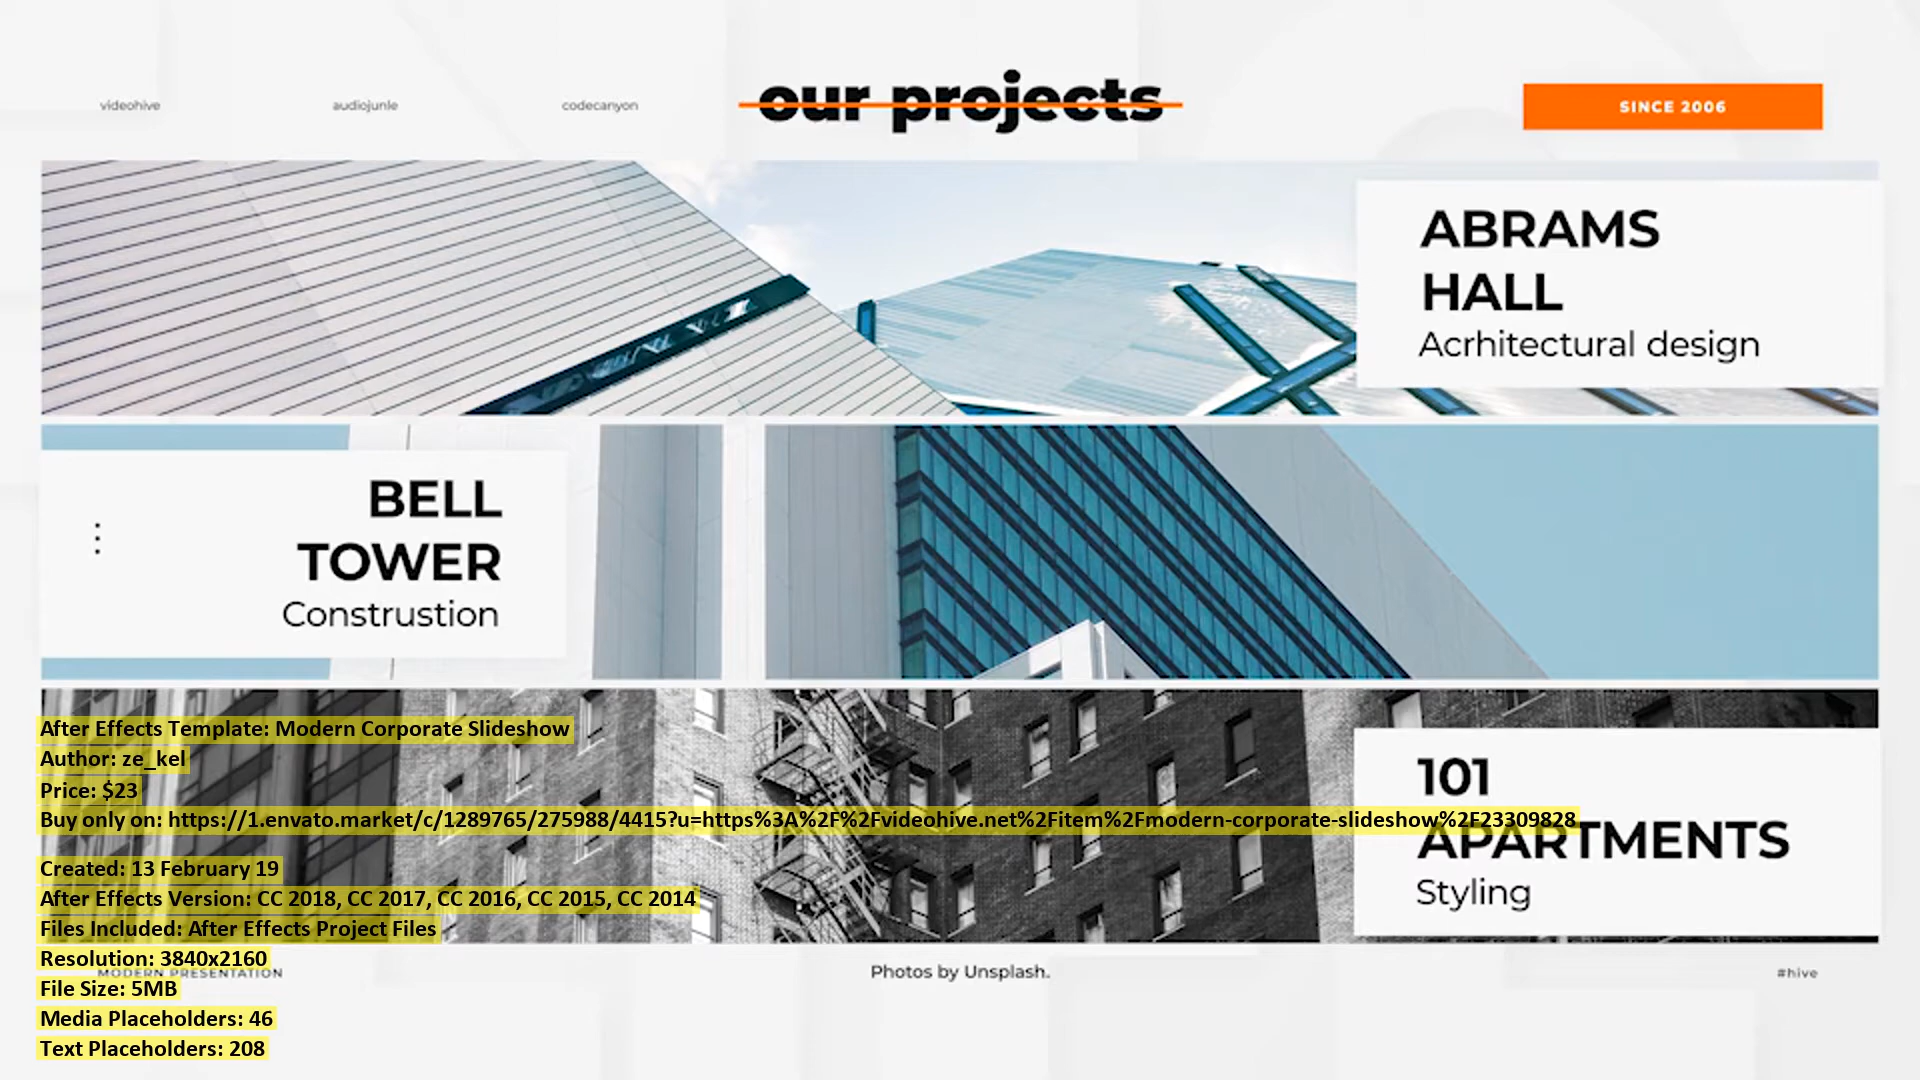 videohive
audiojunle
codecanyon
our projects
SINCE 2006
ABRAMS
HALL
Acrhitectural design
BELL
TOWER
Construstion
101
APARTMENTS
Styling
After Effects Template: Modern Corporate Slideshow
Author: ze_kel
Price: $23
Buy only on: https://1.envato.market/c/1289765/275988/4415?u=https%3A%2F%2Fvideohive.net%2Fitem%2Fmodern-corporate-slideshow%2F23309828
Created: 13 February 19
After Effects Version: CC 2018, CC 2017, CC 2016, CC 2015, CC 2014
Files Included: After Effects Project Files
Resolution: 3840x2160
MODERN PRESENTATION
File Size: 5MB
Media Placeholders: 46
Text Placeholders: 208
Photos by Unsplash.
#hive